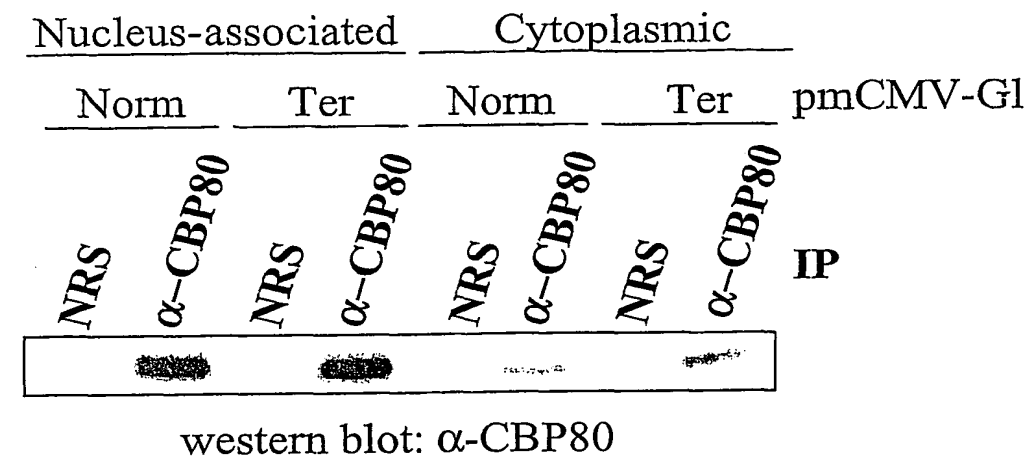 Nucleus-associated Cytoplasmic
Norm Ter Norm Ter pmCMV-Gl
NRS α–CBP80 NRS α–CBP80 NRS α–CBP80 NRS α–CBP80 IP
western blot: α-CBP80